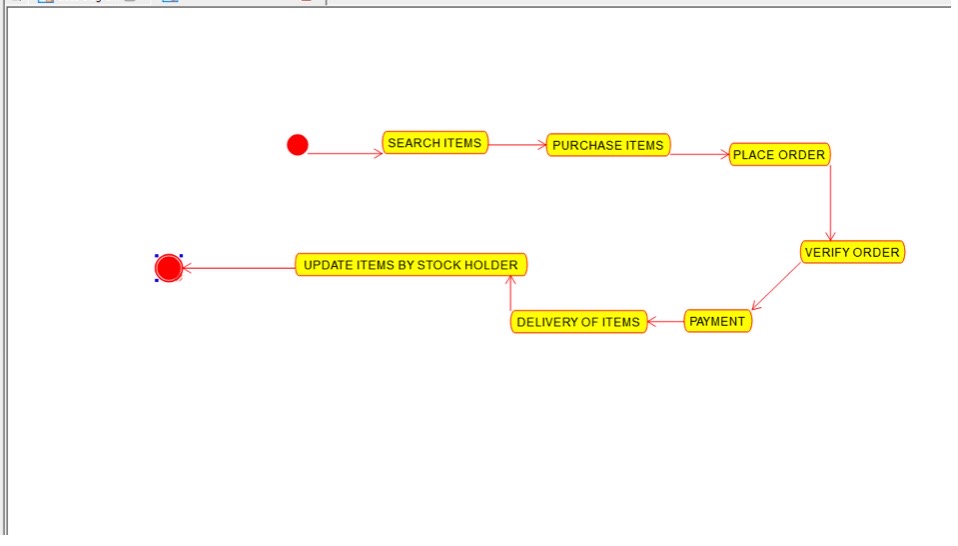 SEARCH ITEMS
PURCHASE ITEMS
PLACE ORDER
VERIFY ORDER
PAYMENT
DELIVERY OF ITEMS
UPDATE ITEMS BY STOCK HOLDER